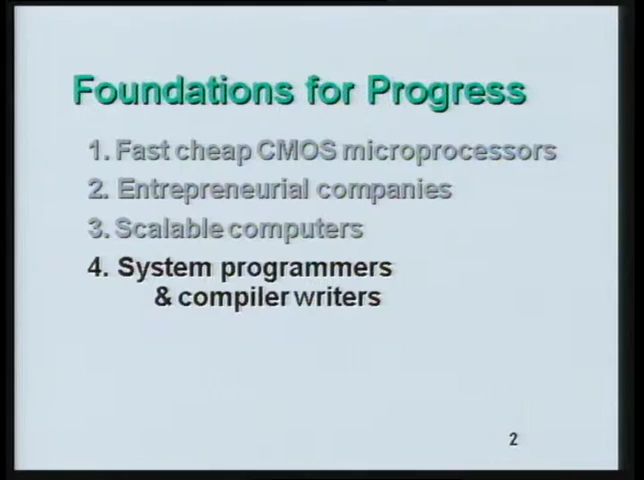 Foundations for Progress
1. Fast cheap CMOS microprocessors
2. Entrepreneurial companies
3. Scalable computers
4. System programmers
& compiler writers
2